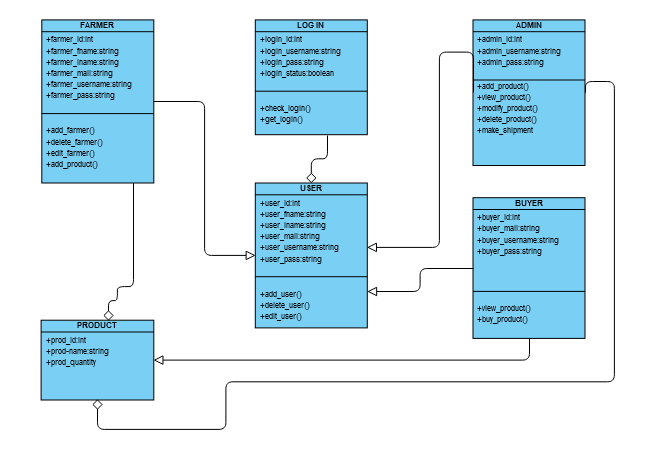 FARMER
+farmer_id:int
+farmer_fname:string
+farmer_lname:string
+farmer_mail:string
+farmer_username:string
+farmer_pass:string
+add_farmer()
+delete_farmer()
+edit_farmer()
+add_product()
LOG IN
+login_id:int
+login_username:string
+login_pass:string
+login_status:boolean
+check_login()
+get_login()
ADMIN
+admin_id:int
+admin_username:string
+admin_pass:string
+add_product()
+view_product()
+modify_product()
+delete_product()
+make_shipment
USER
+user_id:int
+user_fname:string
+user_lname:string
+user_mail:string
+user_username:string
+user_pass:string
+add_user()
+delete_user()
+edit_user()
BUYER
+buyer_id:int
+buyer_mail:string
+buyer_username:string
+buyer_pass:string
+view_product()
+buy_product()
PRODUCT
+prod_id:int
+prod-name:string
+prod_quantity